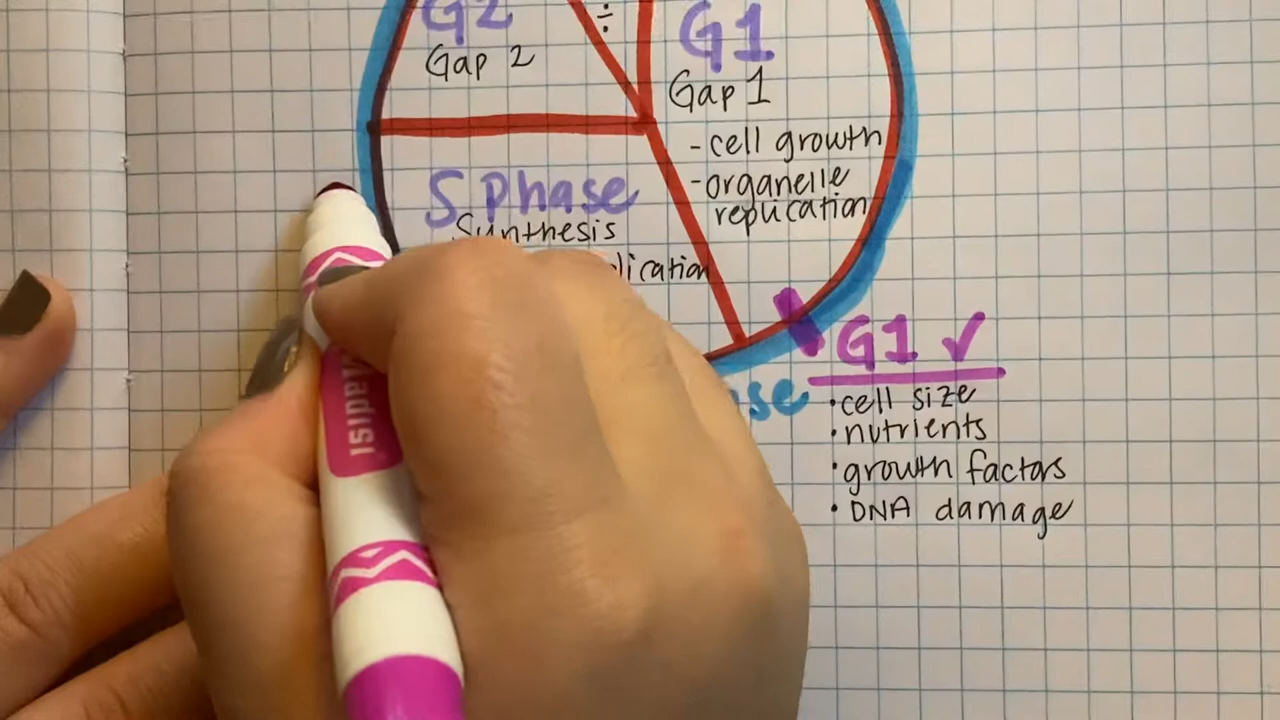 G2
Gap 2
÷
G1
Gap 1
- cell growth
- organelle
replication
S Phase
Synthesis
G1 ✓
• cell size
• nutrients
• growth factors
• DNA damage